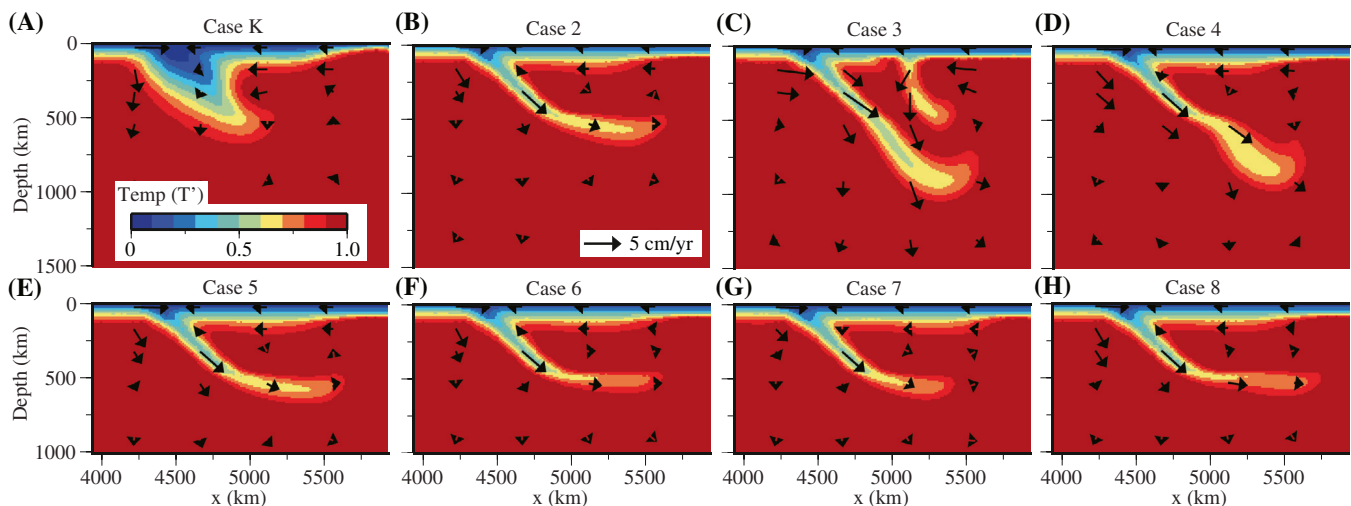 (A) Case K (B) Case 2 (C) Case 3 (D) Case 4
0
500
1000
1500
Depth (km)
Temp (T')
0 0.5 1.0
5 cm/yr
(E) Case 5 (F) Case 6 (G) Case 7 (H) Case 8
0
500
1000
Depth (km)
4000 4500 5000 5500 4000 4500 5000 5500 4000 4500 5000 5500 4000 4500 5000 5500
x (km) x (km) x (km) x (km)